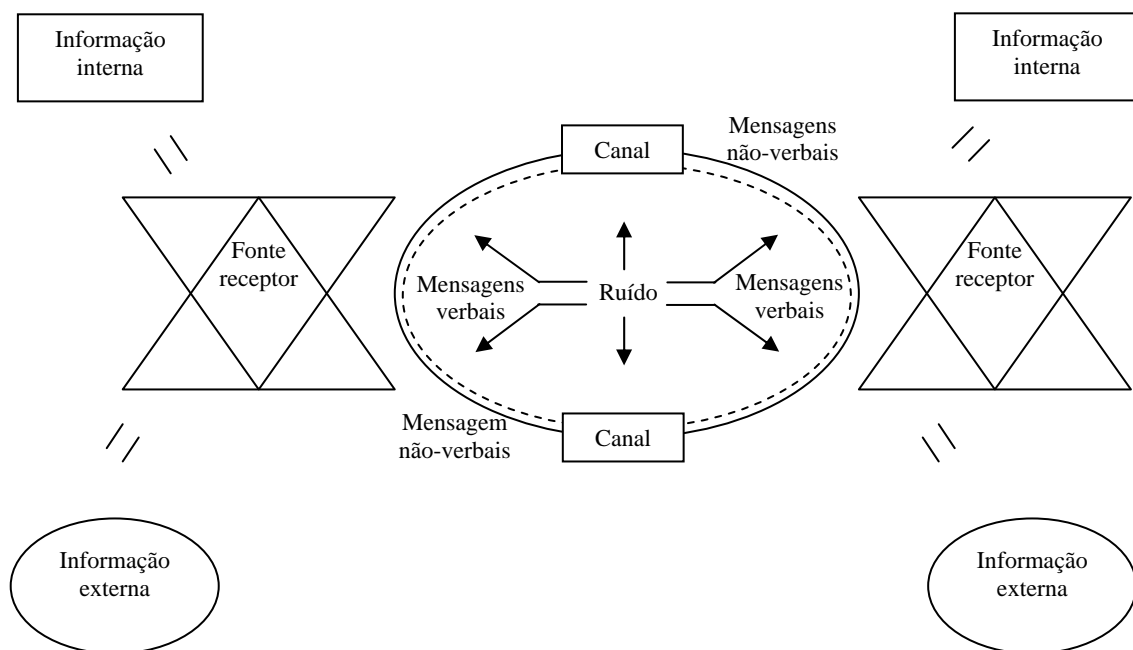 Informação
interna
Informação
interna
Mensagens
não-verbais
Canal
Fonte
receptor
Fonte
receptor
Mensagens
verbais
Ruído
Mensagens
verbais
Mensagem
não-verbais
Canal
Informação
externa
Informação
externa